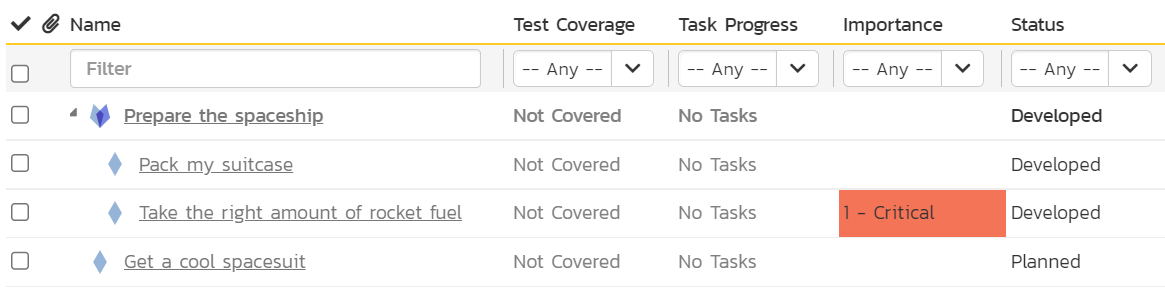 Name Test Coverage Task Progress Importance Status
Filter -- Any -- -- Any -- -- Any -- -- Any --
Prepare the spaceship Not Covered No Tasks Developed
Pack my suitcase Not Covered No Tasks Developed
Take the right amount of rocket fuel Not Covered No Tasks 1 - Critical Developed
Get a cool spacesuit Not Covered No Tasks Planned